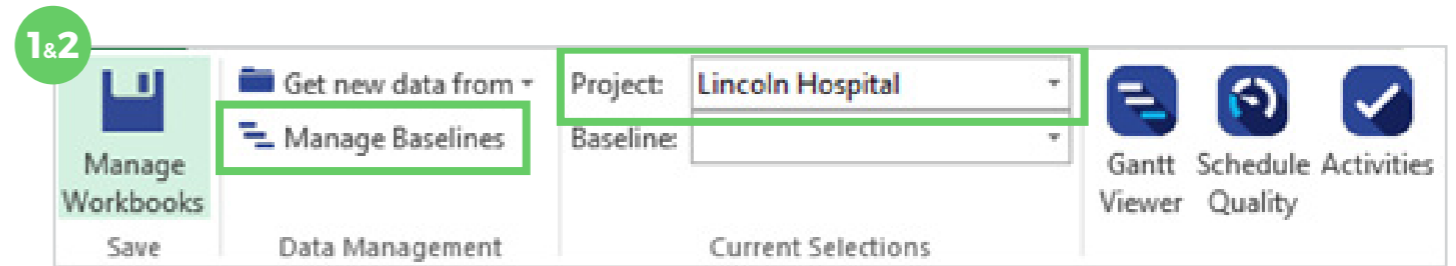 1&2
Get new data from
Project: Lincoln Hospital
Manage Baselines
Baseline:
Manage
Workbooks
Gantt
Viewer
Schedule
Quality
Activities
Save
Data Management
Current Selections